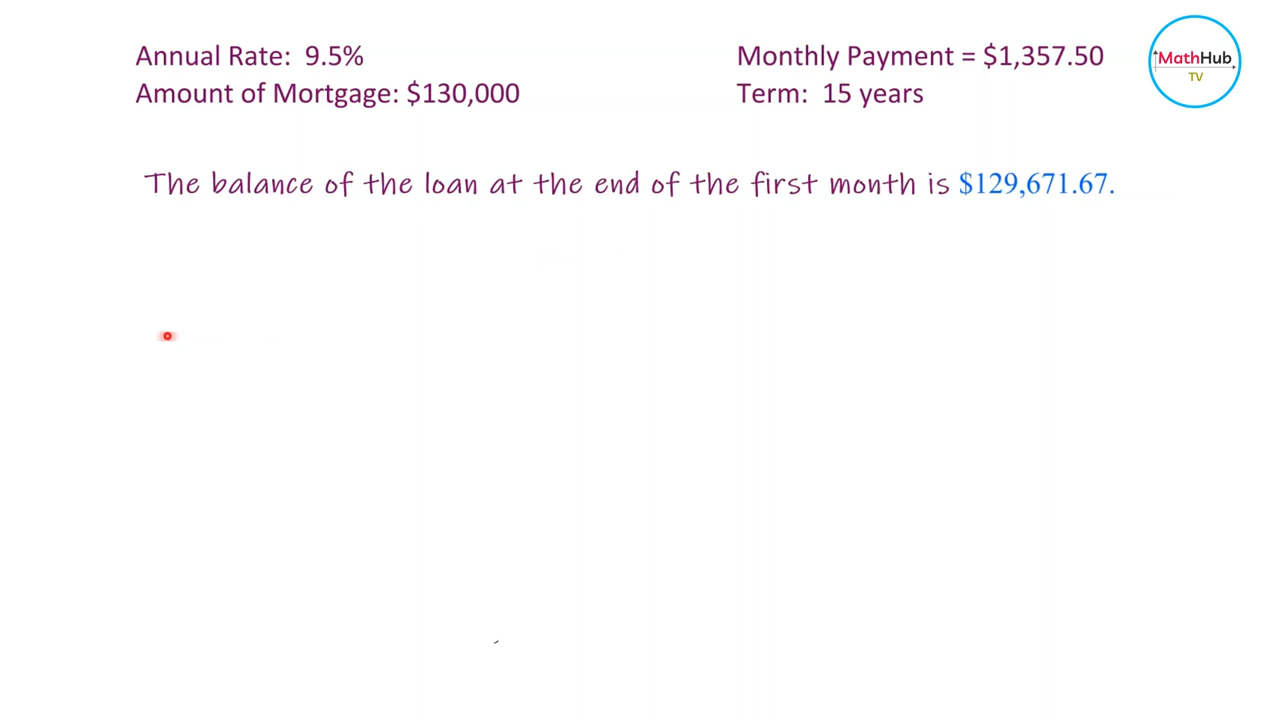 Annual Rate: 9.5%
Amount of Mortgage: $130,000
Monthly Payment = $1,357.50
Term: 15 years
MathHub
TV
The balance of the loan at the end of the first month is $129,671.67.